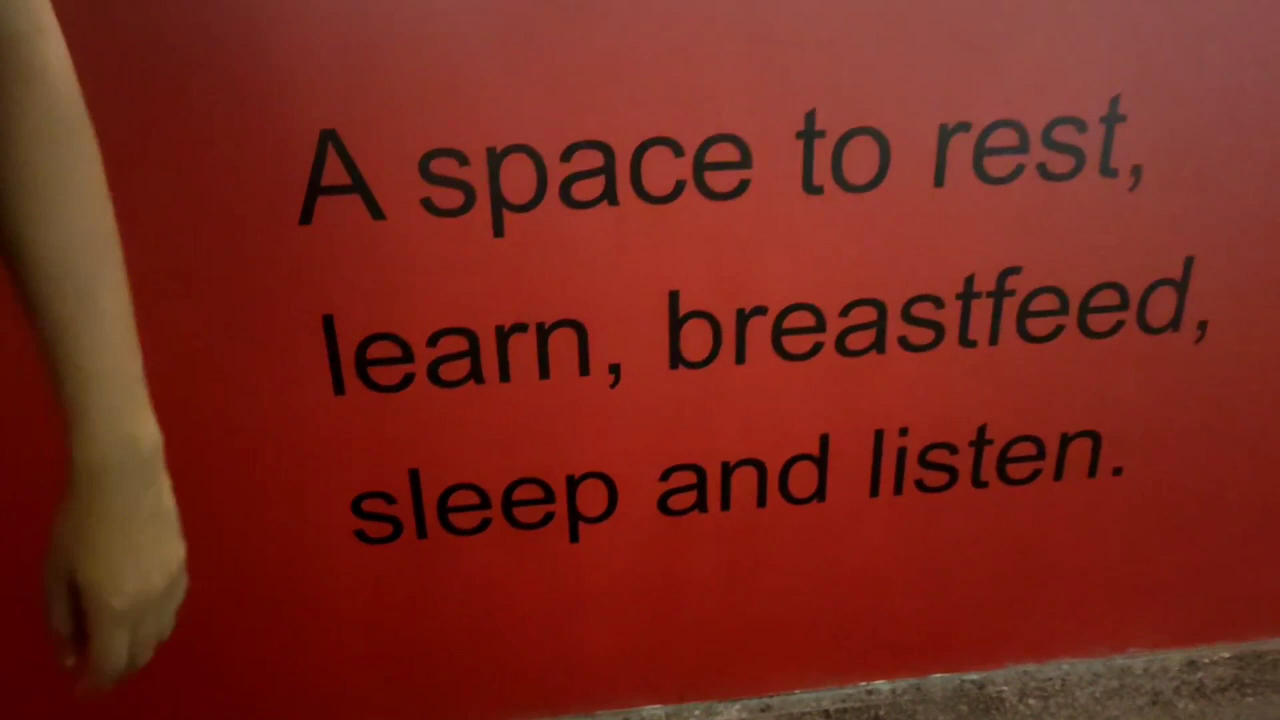 A space to rest,
learn, breastfeed,
sleep and listen.